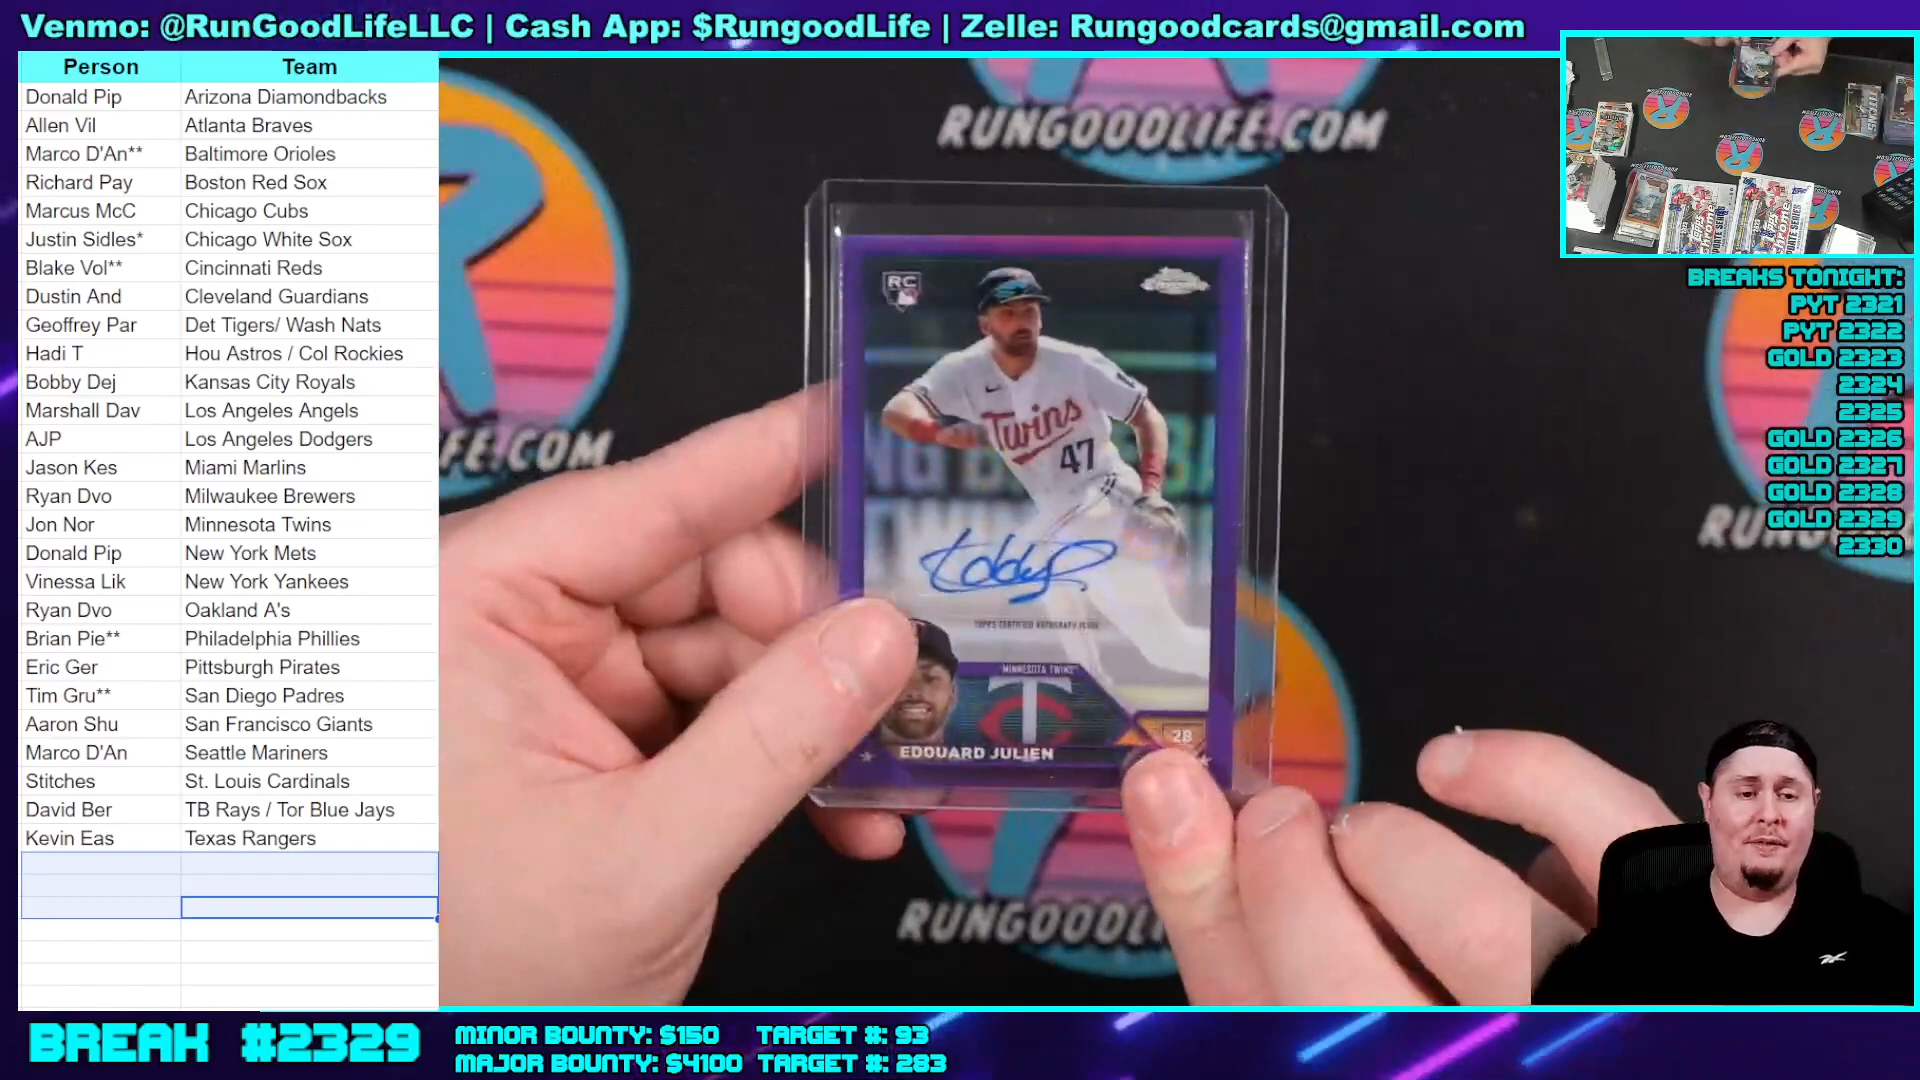 Venmo: @RunGoodLifeLLC | Cash App: $RungoodLife | Zelle: Rungoodcards@gmail.com
Person Team
Donald Pip Arizona Diamondbacks
Allen Vil Atlanta Braves
Marco D'An** Baltimore Orioles
Richard Pay Boston Red Sox
Marcus McC Chicago Cubs
Justin Sidles* Chicago White Sox
Blake Vol** Cincinnati Reds
Dustin And Cleveland Guardians
Geoffrey Par Det Tigers/ Wash Nats
Hadi T Hou Astros / Col Rockies
Bobby Dej Kansas City Royals
Marshall Dav Los Angeles Angels
AJP Los Angeles Dodgers
Jason Kes Miami Marlins
Ryan Dvo Milwaukee Brewers
Jon Nor Minnesota Twins
Donald Pip New York Mets
Vinessa Lik New York Yankees
Ryan Dvo Oakland A's
Brian Pie** Philadelphia Phillies
Eric Ger Pittsburgh Pirates
Tim Gru** San Diego Padres
Aaron Shu San Francisco Giants
Marco D'An Seattle Mariners
Stitches St. Louis Cardinals
David Ber TB Rays / Tor Blue Jays
Kevin Eas Texas Rangers
RUNGOODLIFE.COM
FE.COM
RUNGOODLI
RC
Twins
47
TOPPS CERTIFIED AUTOGRAPH ISSUE
MINNESOTA TWINS
TC
28
EDOUARD JULIEN
BREAKS TONIGHT:
PYT 2321
PYT 2322
GOLD 2323
2324
2325
GOLD 2326
GOLD 2327
GOLD 2328
GOLD 2329
2330
BREAK #2329
MINOR BOUNTY: $150 TARGET #: 93
MAJOR BOUNTY: $4100 TARGET #: 283